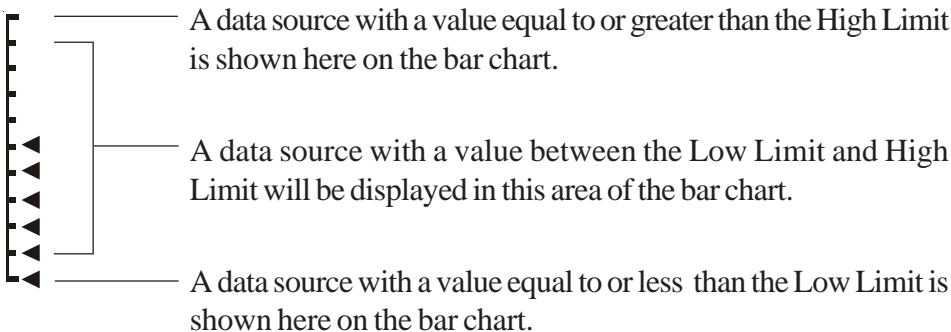 A data source with a value equal to or greater than the High Limit
is shown here on the bar chart.
A data source with a value between the Low Limit and High
Limit will be displayed in this area of the bar chart.
A data source with a value equal to or less than the Low Limit is
shown here on the bar chart.